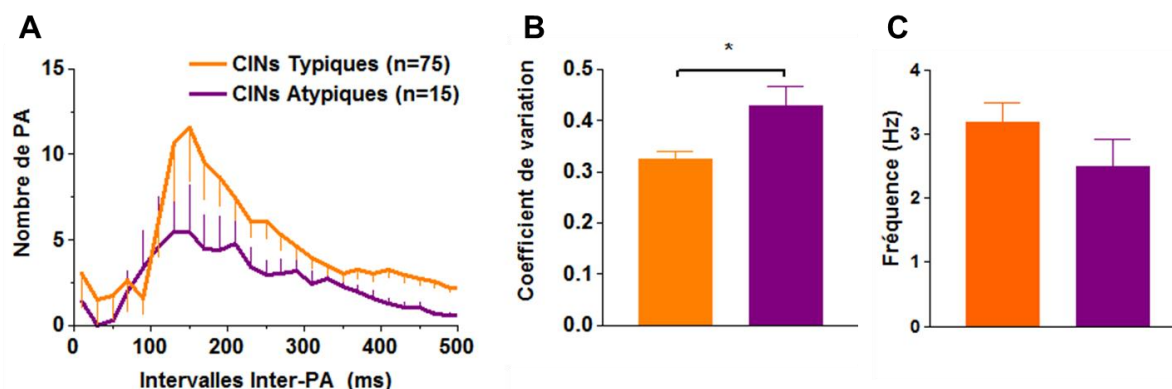 A
B
C
CINs Typiques (n=75)
CINs Atypiques (n=15)
Nombre de PA
15
10
5
0
0 100 200 300 400 500
Intervalles Inter-PA (ms)
*
Coefficient de variation
0.5
0.4
0.3
0.2
0.1
0.0
Fréquence (Hz)
4
3
2
1
0